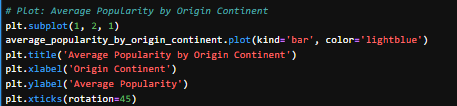 # Plot: Average Popularity by Origin Continent
plt.subplot(1, 2, 1)
average_popularity_by_origin_continent.plot(kind='bar', color='lightblue')
plt.title('Average Popularity by Origin Continent')
plt.xlabel('Origin Continent')
plt.ylabel('Average Popularity')
plt.xticks(rotation=45)